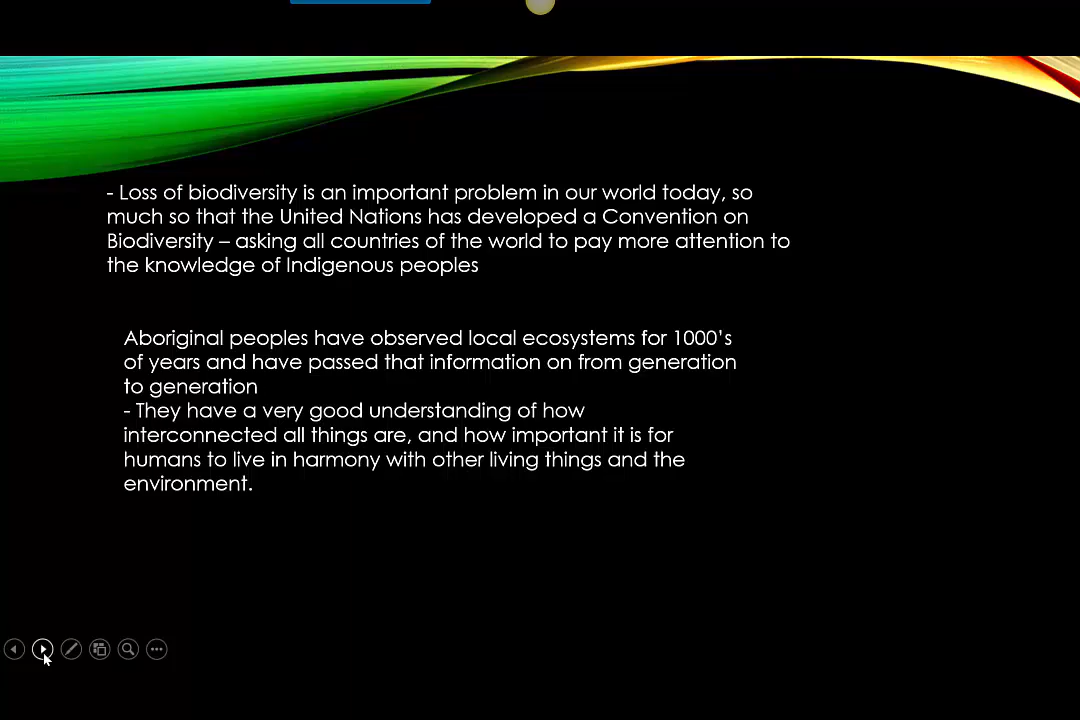 - Loss of biodiversity is an important problem in our world today, so
much so that the United Nations has developed a Convention on
Biodiversity – asking all countries of the world to pay more attention to
the knowledge of Indigenous peoples
Aboriginal peoples have observed local ecosystems for 1000’s
of years and have passed that information on from generation
to generation
- They have a very good understanding of how
interconnected all things are, and how important it is for
humans to live in harmony with other living things and the
environment.